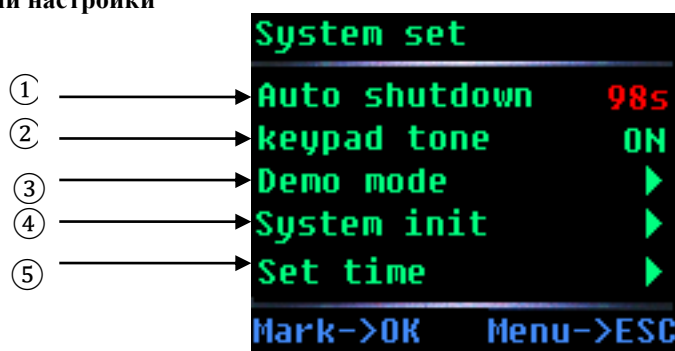 и настройки
System set
① Auto shutdown 98s
② keypad tone ON
③ Demo mode ▶
④ System init ▶
⑤ Set time ▶
Mark->OK Menu->ESC